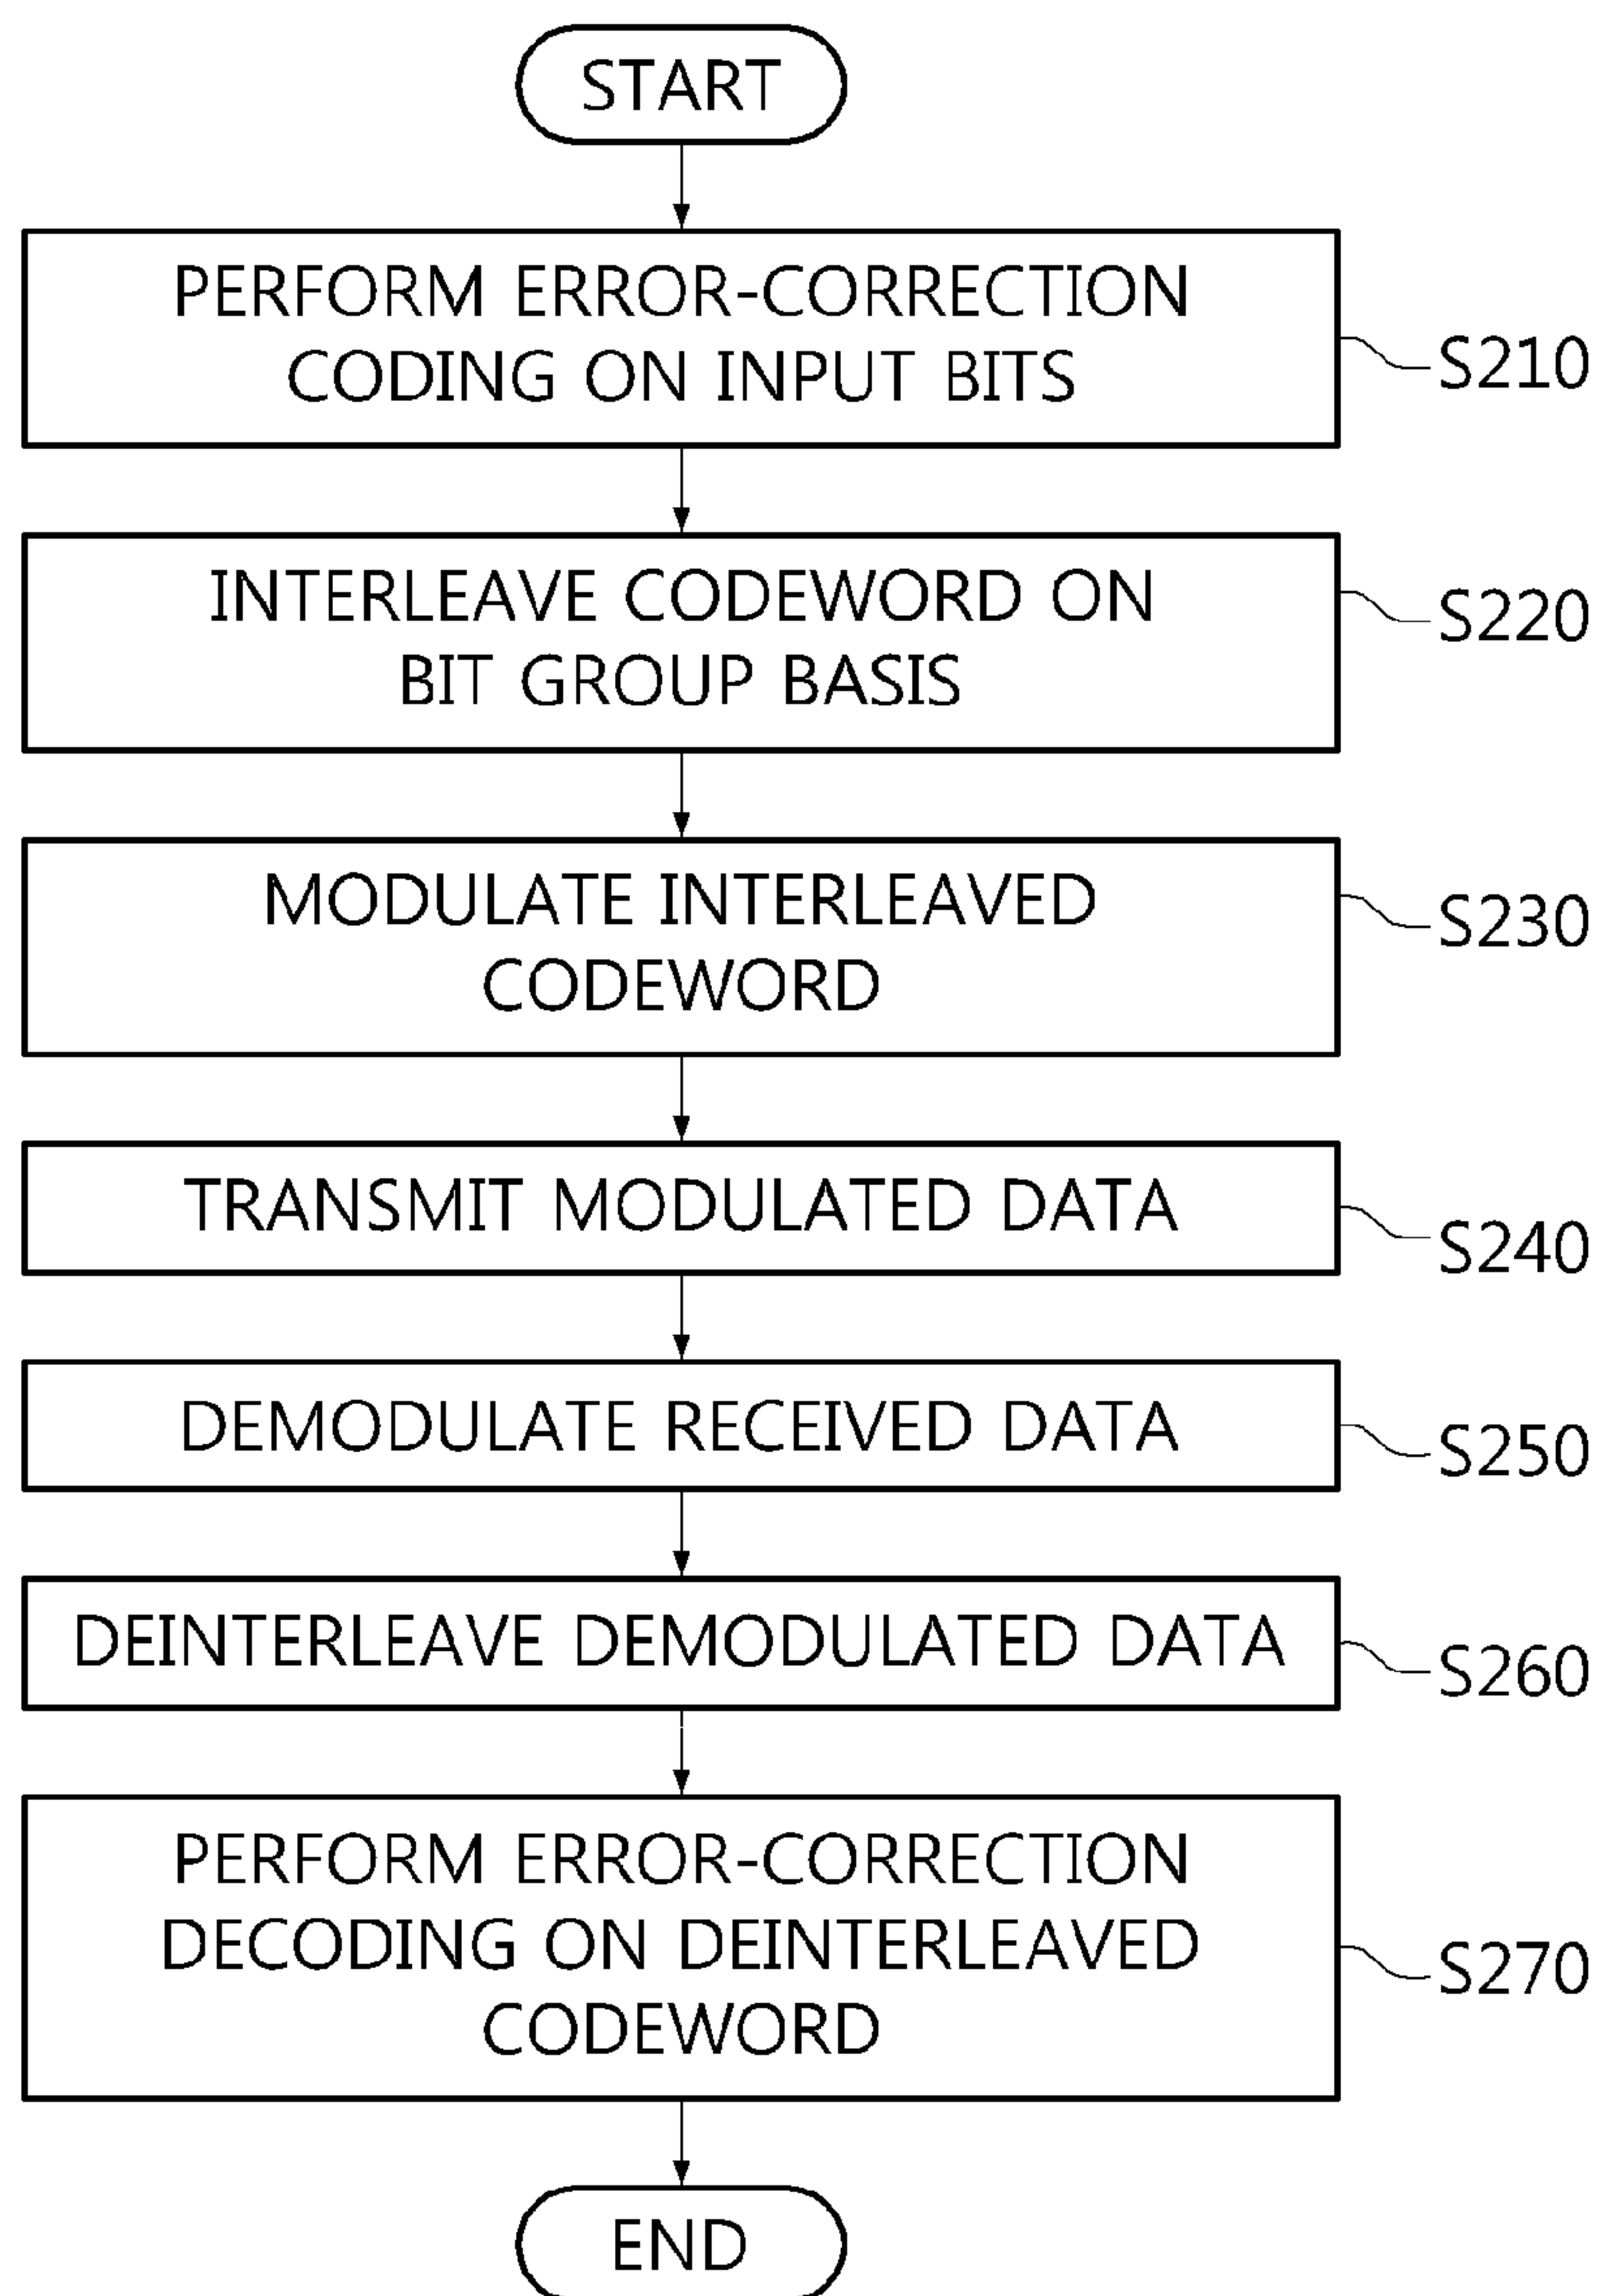 START
PERFORM ERROR-CORRECTION
CODING ON INPUT BITS
S210
INTERLEAVE CODEWORD ON
BIT GROUP BASIS
S220
MODULATE INTERLEAVED
CODEWORD
S230
TRANSMIT MODULATED DATA
S240
DEMODULATE RECEIVED DATA
S250
DEINTERLEAVE DEMODULATED DATA
S260
PERFORM ERROR-CORRECTION
DECODING ON DEINTERLEAVED
CODEWORD
S270
END